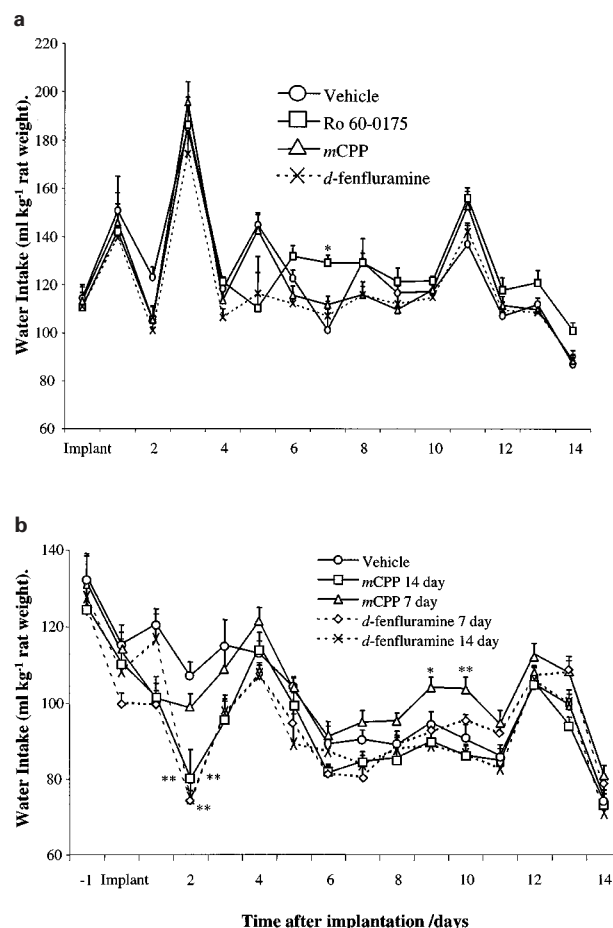 a
Water Intake (ml kg⁻¹ rat weight).
220
200
180
160
140
120
100
80
60
Vehicle
Ro 60-0175
mCPP
d-fenfluramine
*
Implant 2 4 6 8 10 12 14
b
Water Intake (ml kg⁻¹ rat weight).
140
120
100
80
60
Vehicle
mCPP 14 day
mCPP 7 day
d-fenfluramine 7 day
d-fenfluramine 14 day
* **
** **
**
-1 Implant 2 4 6 8 10 12 14
Time after implantation /days